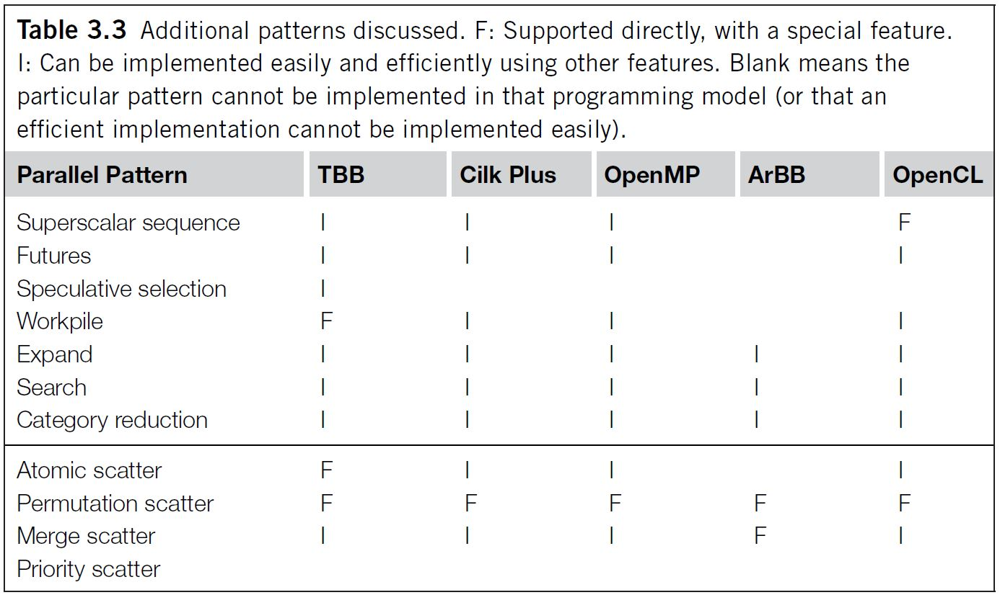 Table 3.3 Additional patterns discussed. F: Supported directly, with a special feature.
I: Can be implemented easily and efficiently using other features. Blank means the
particular pattern cannot be implemented in that programming model (or that an
efficient implementation cannot be implemented easily).
Parallel Pattern TBB Cilk Plus OpenMP ArBB OpenCL
Superscalar sequence I I I F
Futures I I I I
Speculative selection I
Workpile F I I I
Expand I I I I I
Search I I I I I
Category reduction I I I I I
Atomic scatter F I I I
Permutation scatter F F F F F
Merge scatter I I I F I
Priority scatter